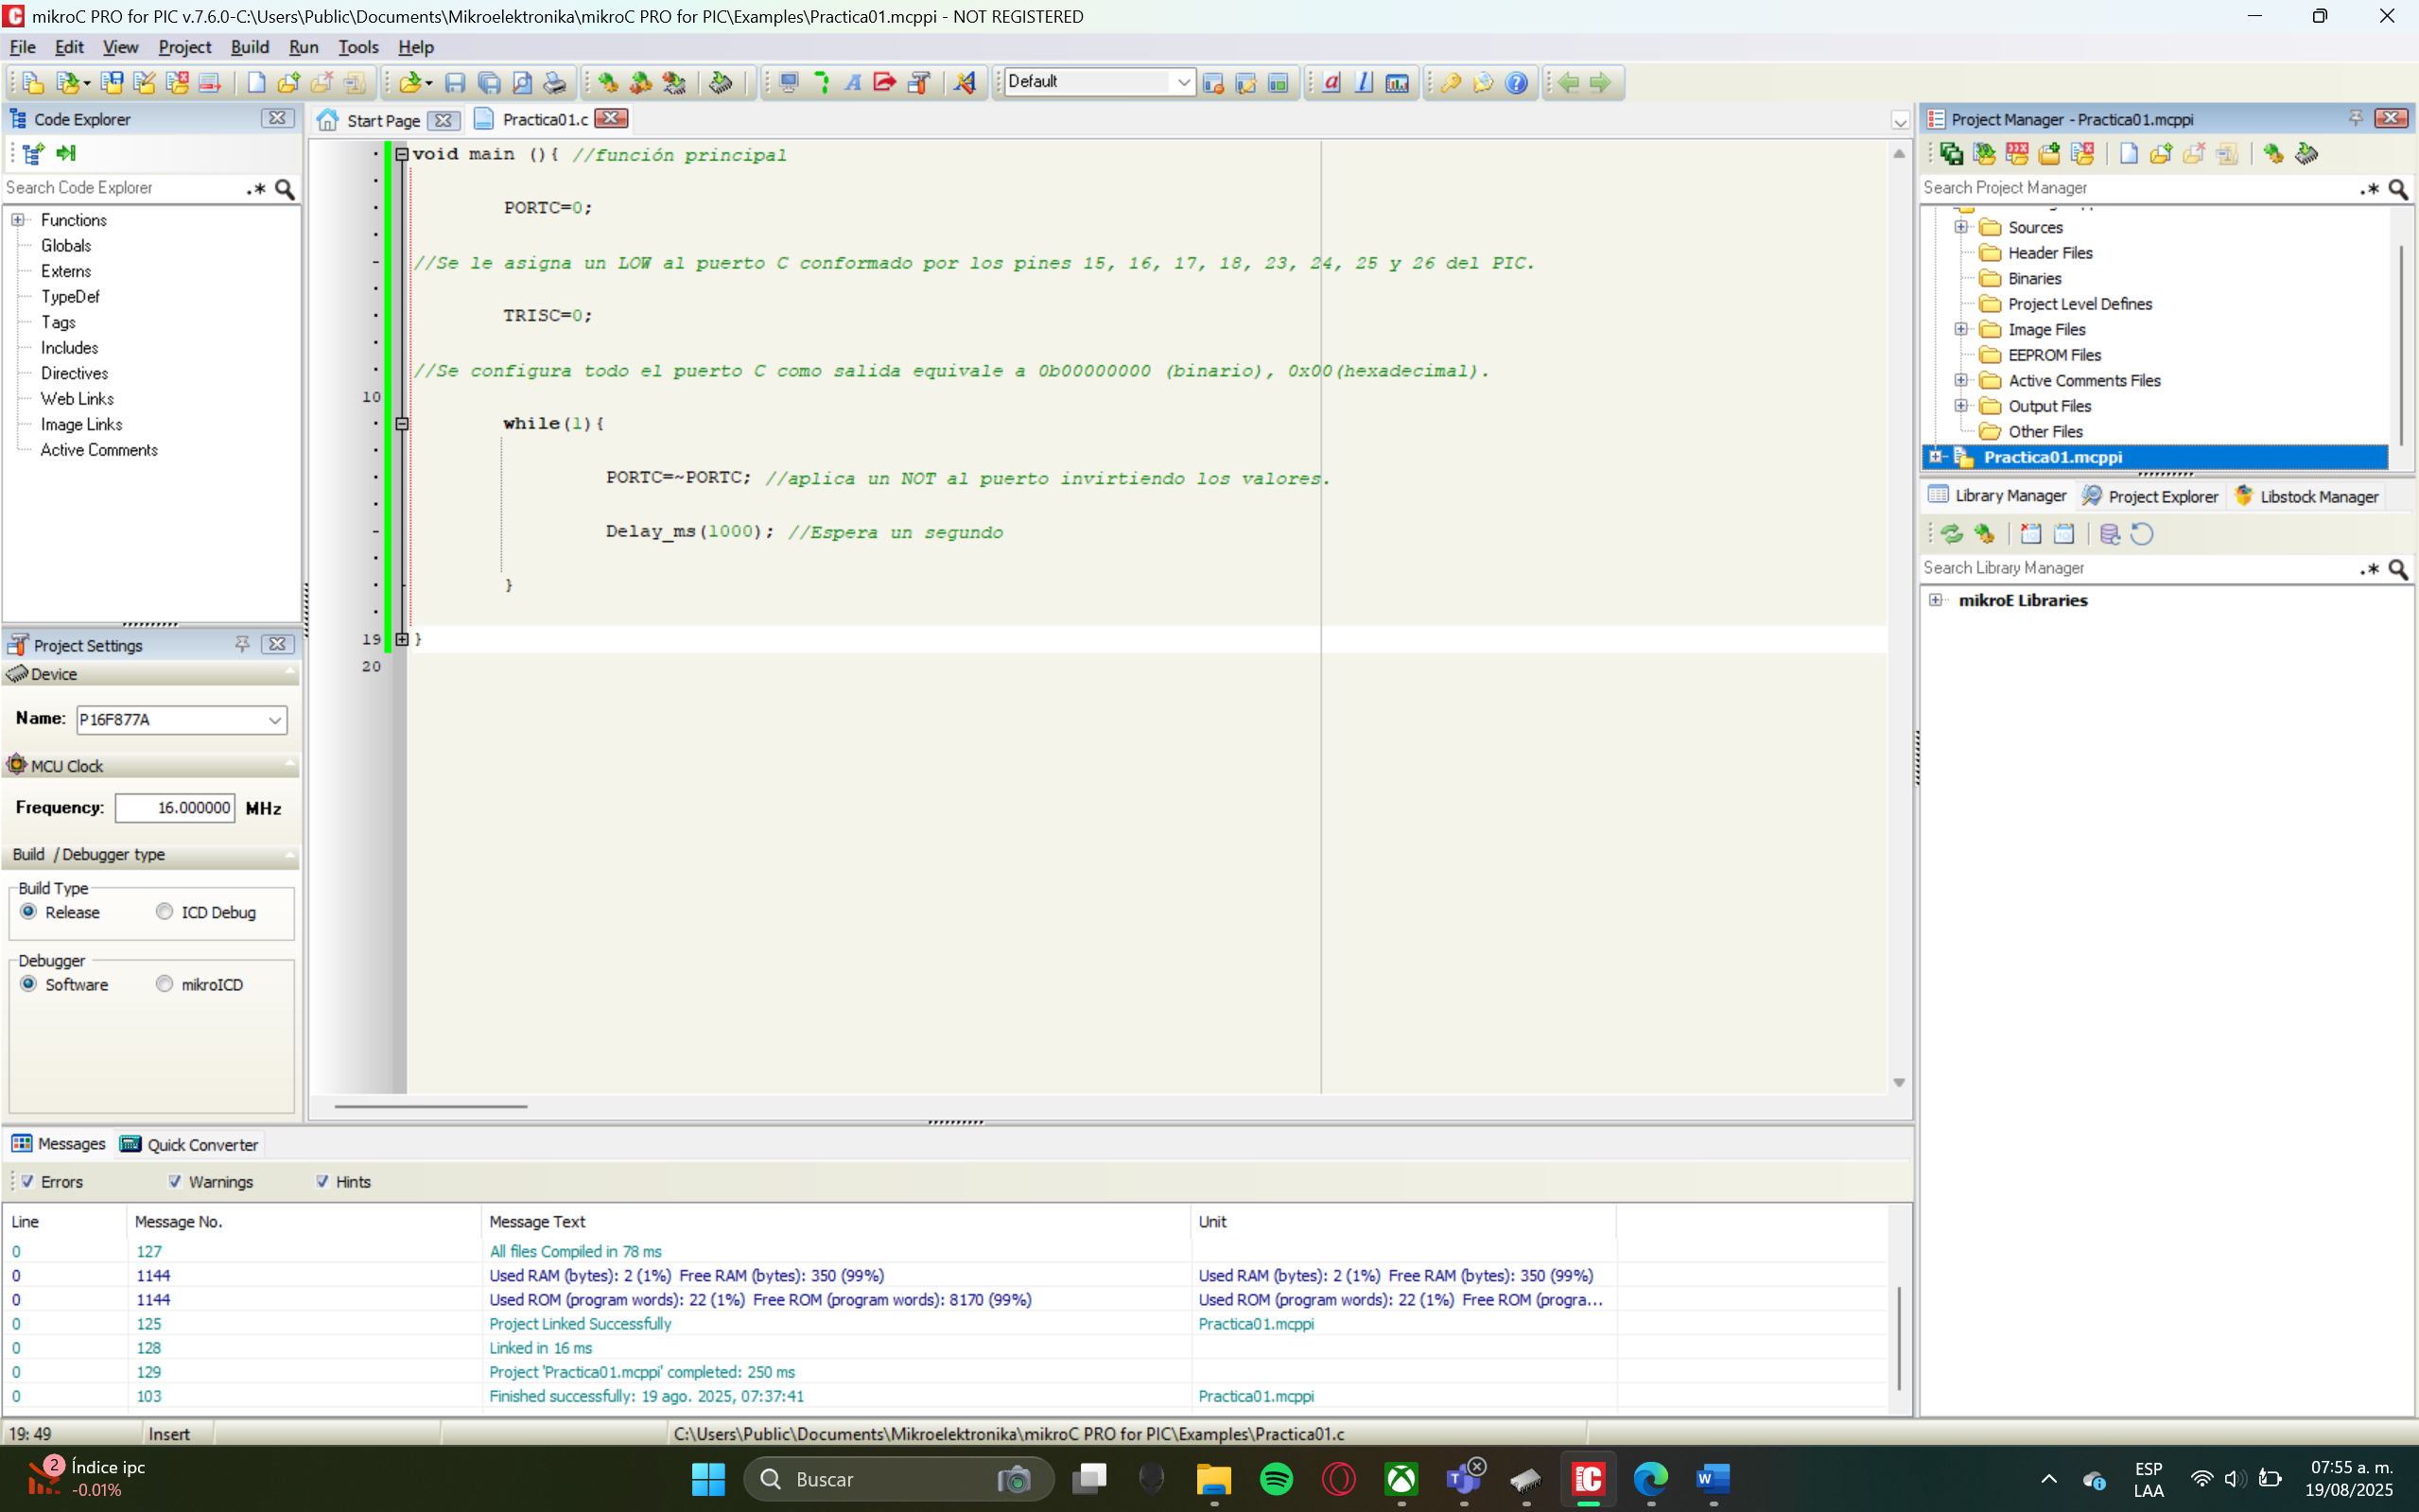 mikroC PRO for PIC v.7.6.0-C:\Users\Public\Documents\Mikroelektronika\mikroC PRO for PIC\Examples\Practica01.mcppi - NOT REGISTERED
File Edit View Project Build Run Tools Help
Default
Code Explorer
Search Code Explorer
Functions
Globals
Externs
TypeDef
Tags
Includes
Directives
Web Links
Image Links
Active Comments
Project Settings
Device
Name: P16F877A
MCU Clock
Frequency: 16.000000 MHz
Build / Debugger type
Build Type
Release ICD Debug
Debugger
Software mikroICD
Start Page Practica01.c
void main (){ //función principal
PORTC=0;
//Se le asigna un LOW al puerto C conformado por los pines 15, 16, 17, 18, 23, 24, 25 y 26 del PIC.
TRISC=0;
//Se configura todo el puerto C como salida equivale a 0b00000000 (binario), 0x00(hexadecimal).
10
while(1){
PORTC=~PORTC; //aplica un NOT al puerto invirtiendo los valores.
Delay_ms(1000); //Espera un segundo
}
19 }
20
Project Manager - Practica01.mcppi
Search Project Manager
Sources
Header Files
Binaries
Project Level Defines
Image Files
EEPROM Files
Active Comments Files
Output Files
Other Files
Practica01.mcppi
Library Manager Project Explorer Libstock Manager
Search Library Manager
mikroE Libraries
Messages Quick Converter
Errors Warnings Hints
Line Message No. Message Text Unit
0 127 All files Compiled in 78 ms
0 1144 Used RAM (bytes): 2 (1%) Free RAM (bytes): 350 (99%) Used RAM (bytes): 2 (1%) Free RAM (bytes): 350 (99%)
0 1144 Used ROM (program words): 22 (1%) Free ROM (program words): 8170 (99%) Used ROM (program words): 22 (1%) Free ROM (progra...
0 125 Project Linked Successfully Practica01.mcppi
0 128 Linked in 16 ms
0 129 Project 'Practica01.mcppi' completed: 250 ms
0 103 Finished successfully: 19 ago. 2025, 07:37:41 Practica01.mcppi
19: 49 Insert C:\Users\Public\Documents\Mikroelektronika\mikroC PRO for PIC\Examples\Practica01.c
2 Índice ipc
-0.01%
Buscar
ESP
LAA
07:55 a. m.
19/08/2025